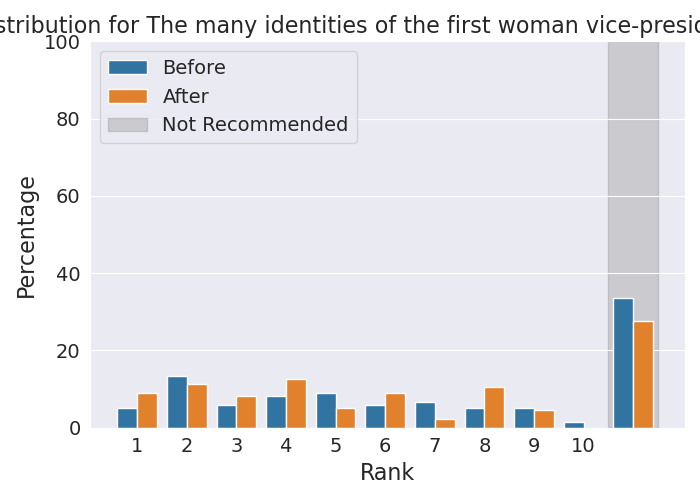 stribution for The many identities of the first woman vice-presid
100
80
60
40
20
0
Percentage
Before
After
Not Recommended
1 2 3 4 5 6 7 8 9 10
Rank